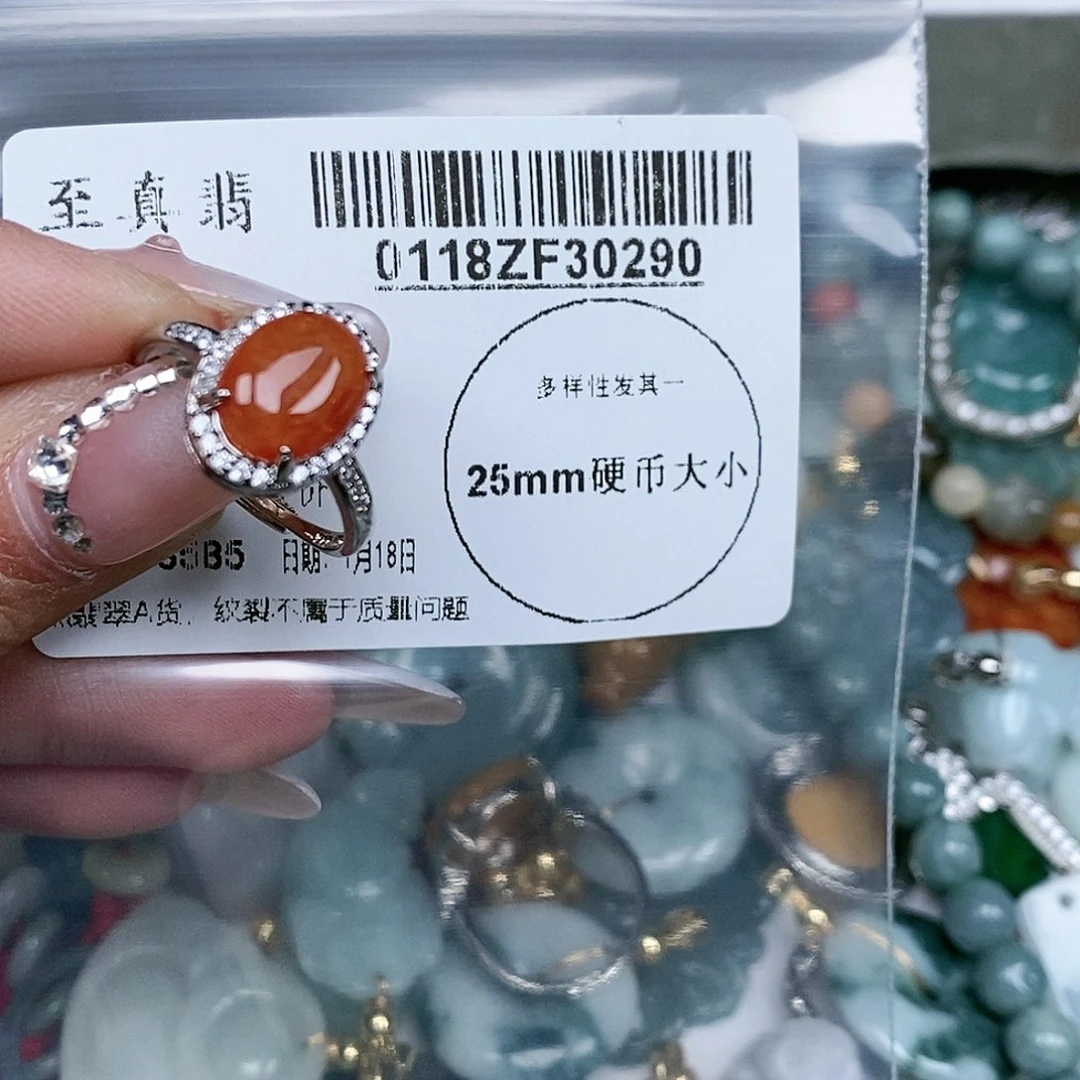 至真翡
0118ZF30290
多样性发其一
25mm硬币大小
B5 日期: 1月18日
翡翠A货, 纹裂不属于质量问题